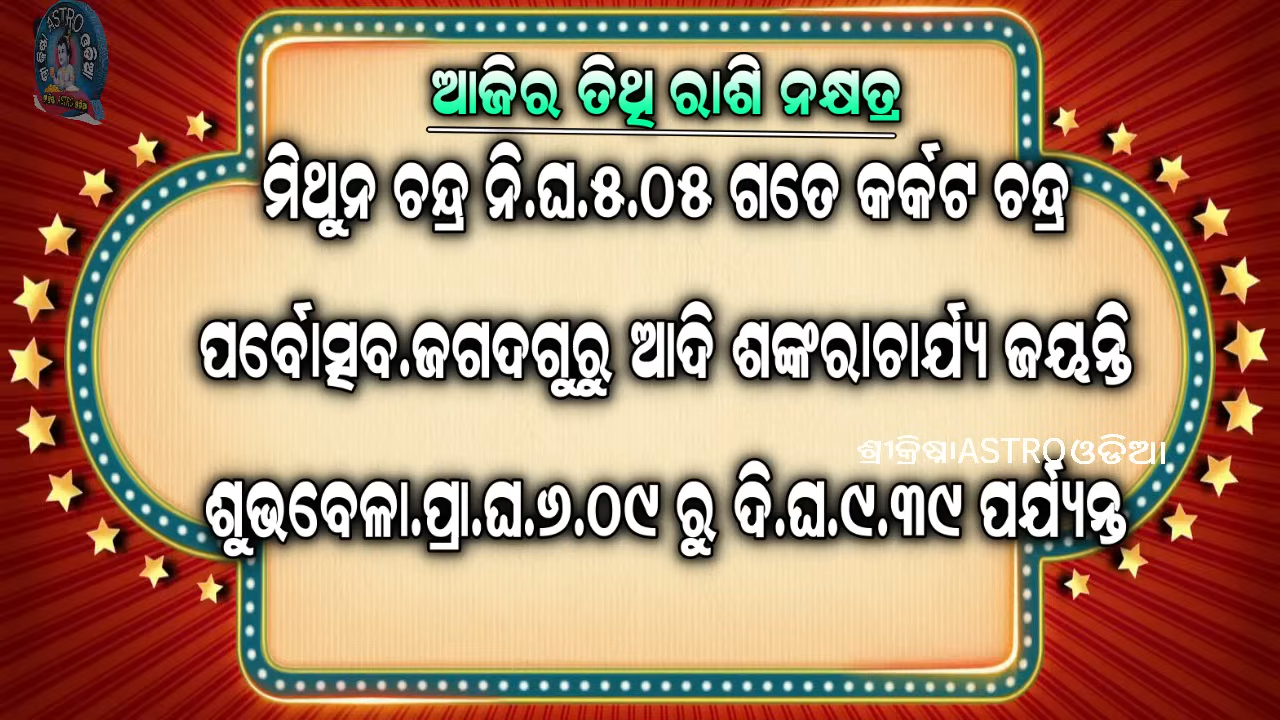 ଆଜିର ତିଥି ରାଶି ନକ୍ଷତ୍ର
ମିଥୁନ ଚନ୍ଦ୍ର ନି.ଘ.୫.୦୫ ଗତେ କର୍କଟ ଚନ୍ଦ୍ର
ପର୍ବୋତ୍ସବ.ଜଗଦଗୁରୁ ଆଦି ଶଙ୍କରାଚାର୍ଯ୍ୟ ଜୟନ୍ତି
ଶ୍ରୀକ୍ରିଷ୍ନାASTROଓଡିଆ
ଶୁଭବେଳା.ପ୍ରା.ଘ.୬.୦୯ ରୁ ଦି.ଘ.୯.୩୯ ପର୍ଯ୍ୟନ୍ତ
ASTRO